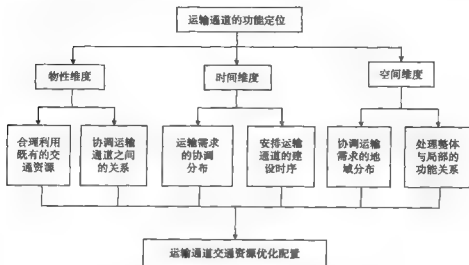 运输通道的功能定位
物性维度
时间维度
空间维度
合理利用
既有的交
通资源
协调运输
通道之间
的关系
运输需求
的协调
分布
安排运输
通道的建
设时序
协调运输
需求的地
域分布
处理整体
与局部的
功能关系
运输通道交通资源优化配置